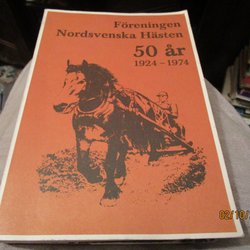 Föreningen
Nordsvenska Hästen
50 år
1924 – 1974